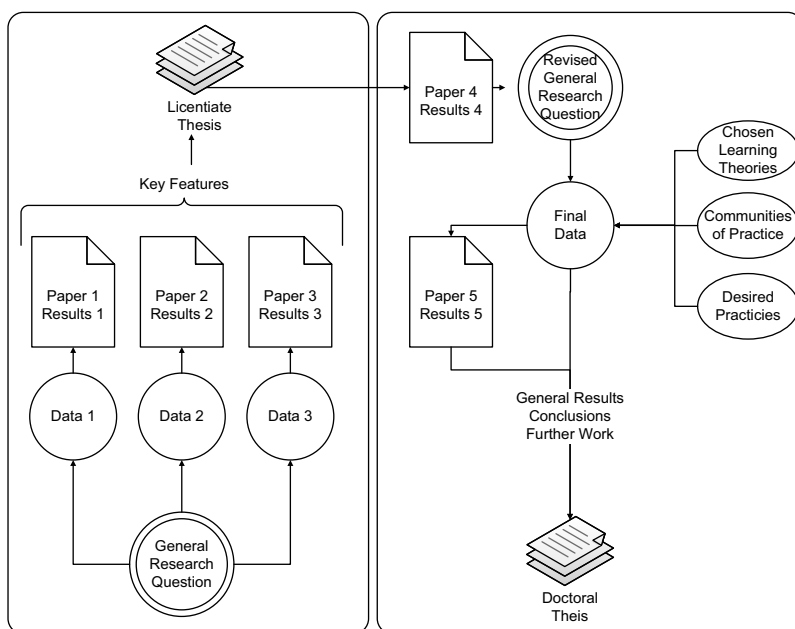 Licentiate
Thesis
Key Features
Paper 1
Results 1
Paper 2
Results 2
Paper 3
Results 3
Data 1
Data 2
Data 3
General
Research
Question
Paper 4
Results 4
Revised
General
Research
Question
Chosen
Learning
Theories
Communities
of Practice
Desired
Practicies
Final
Data
Paper 5
Results 5
General Results
Conclusions
Further Work
Doctoral
Theis